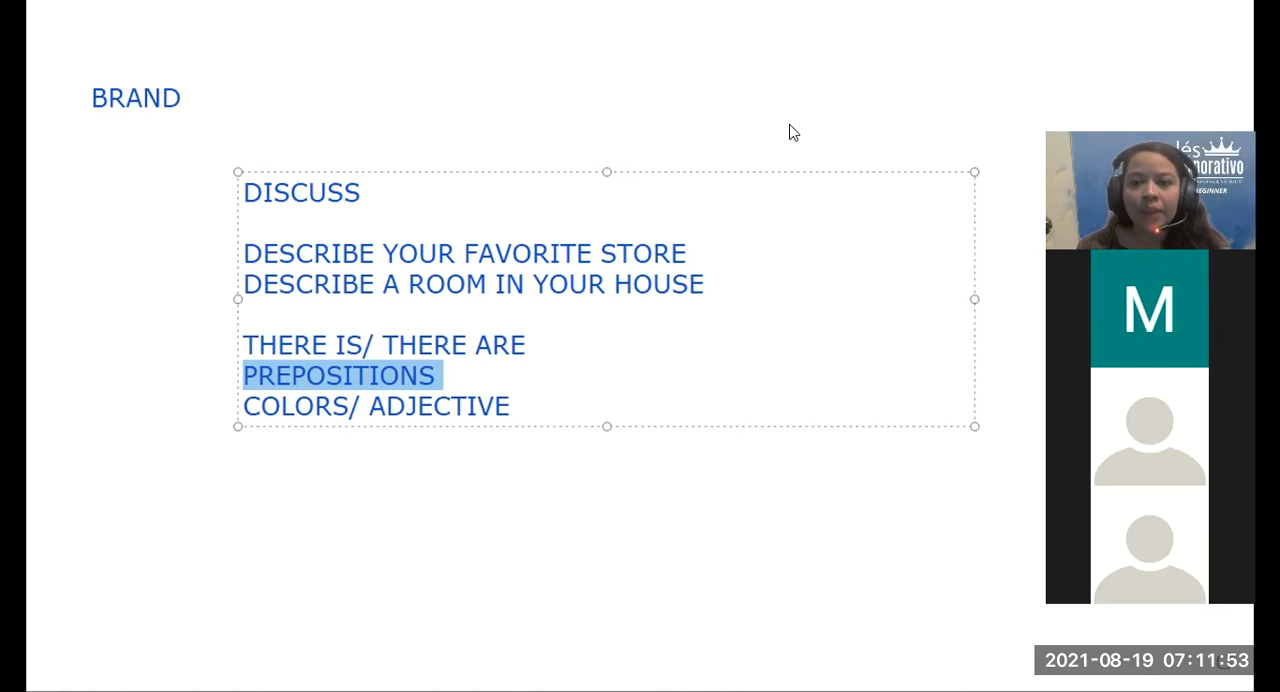 BRAND
DISCUSS
DESCRIBE YOUR FAVORITE STORE
DESCRIBE A ROOM IN YOUR HOUSE
THERE IS/ THERE ARE
PREPOSITIONS
COLORS/ ADJECTIVE
M
2021-08-19 07:11:53